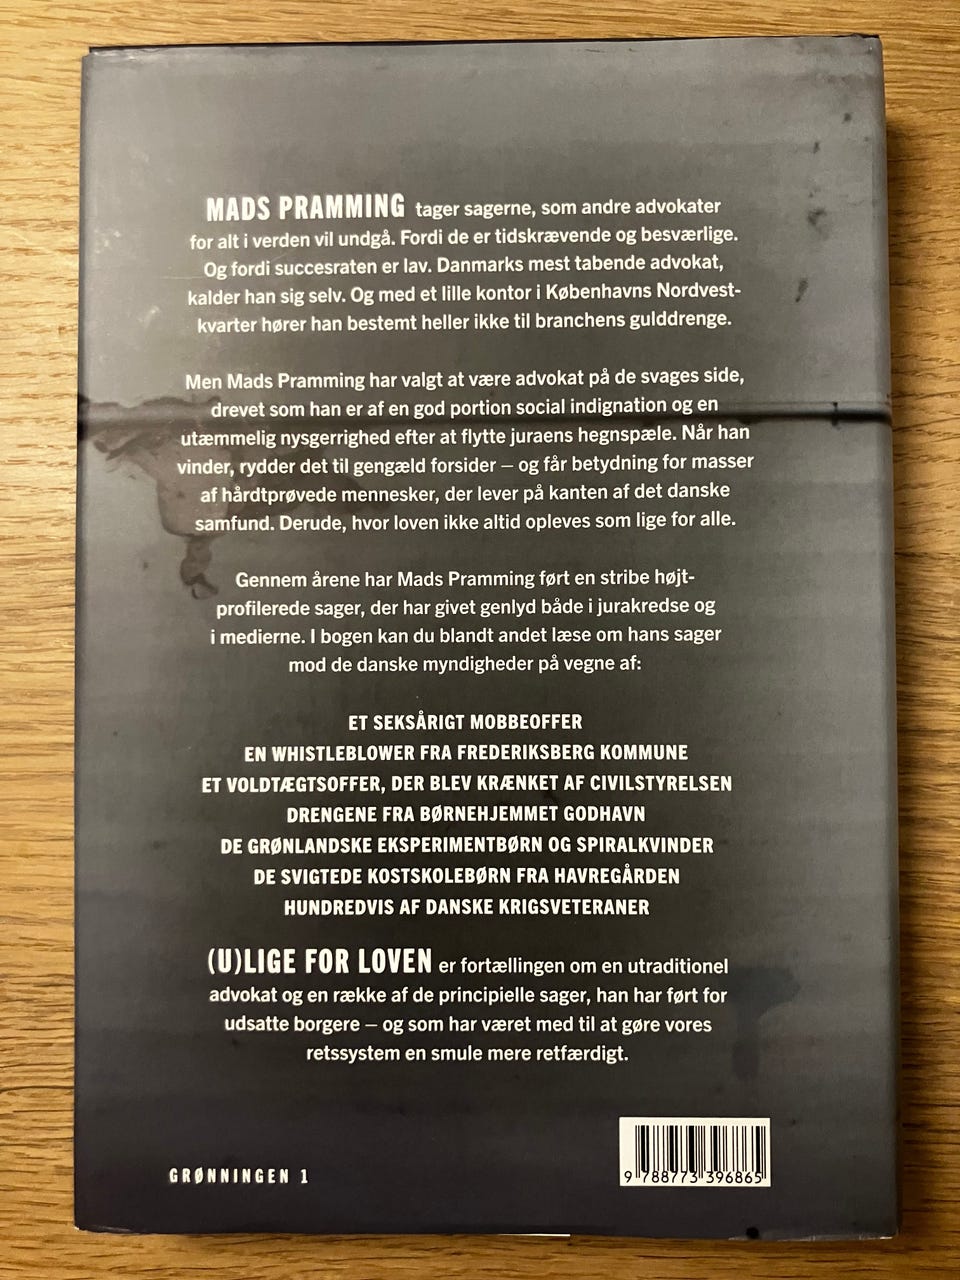 MADS PRAMMING tager sagerne, som andre advokater
for alt i verden vil undgå. Fordi de er tidskrævende og besværlige.
Og fordi succesraten er lav. Danmarks mest tabende advokat,
kalder han sig selv. Og med et lille kontor i Københavns Nordvest-
kvarter hører han bestemt heller ikke til branchens gulddrenge.
Men Mads Pramming har valgt at være advokat på de svages side,
drevet som han er af en god portion social indignation og en
utæmmelig nysgerrighed efter at flytte juraens hegnspæle. Når han
vinder, rydder det til gengæld forsider – og får betydning for masser
af hårdtprøvede mennesker, der lever på kanten af det danske
samfund. Derude, hvor loven ikke altid opleves som lige for alle.
Gennem årene har Mads Pramming ført en stribe højt-
profilerede sager, der har givet genlyd både i jurakredse og
i medierne. I bogen kan du blandt andet læse om hans sager
mod de danske myndigheder på vegne af:
ET SEKSÅRIGT MOBBEOFFER
EN WHISTLEBLOWER FRA FREDERIKSBERG KOMMUNE
ET VOLDTÆGTSOFFER, DER BLEV KRÆNKET AF CIVILSTYRELSEN
DRENGENE FRA BØRNEHJEMMET GODHAVN
DE GRØNLANDSKE EKSPERIMENTBØRN OG SPIRALKVINDER
DE SVIGTEDE KOSTSKOLEBØRN FRA HAVREGÅRDEN
HUNDREDVIS AF DANSKE KRIGSVETERANER
(U)LIGE FOR LOVEN er fortællingen om en utraditionel
advokat og en række af de principielle sager, han har ført for
udsatte borgere – og som har været med til at gøre vores
retssystem en smule mere retfærdigt.
GRØNNINGEN 1
9 788773 396865